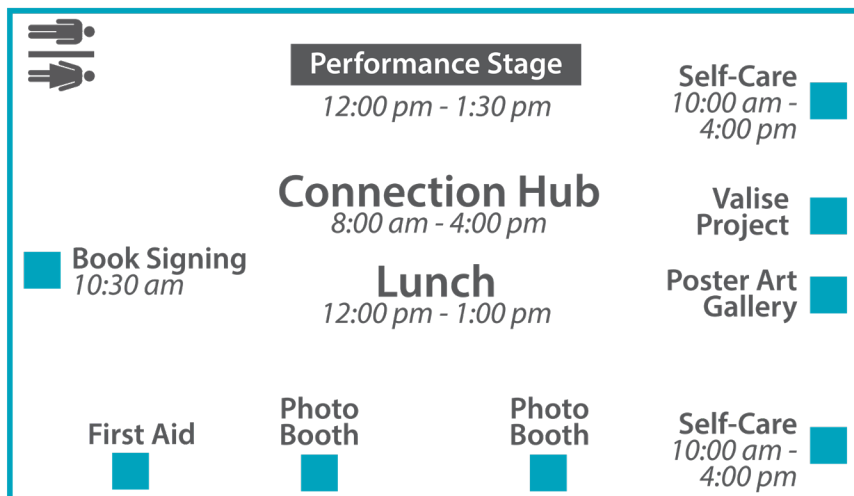 Performance Stage
12:00 pm - 1:30 pm
Self-Care
10:00 am -
4:00 pm
Connection Hub
8:00 am - 4:00 pm
Valise
Project
Book Signing
10:30 am
Lunch
12:00 pm - 1:00 pm
Poster Art
Gallery
First Aid
Photo
Booth
Photo
Booth
Self-Care
10:00 am -
4:00 pm